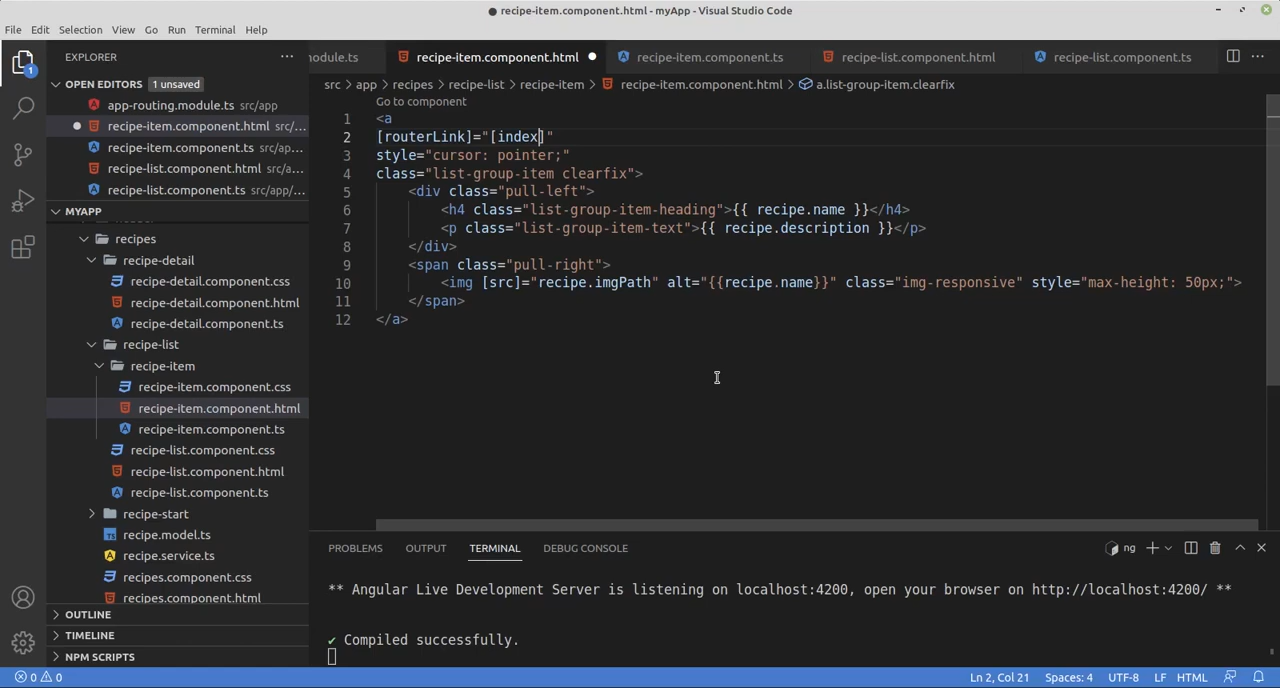 ● recipe-item.component.html - myApp - Visual Studio Code
File Edit Selection View Go Run Terminal Help
EXPLORER
OPEN EDITORS 1 unsaved
app-routing.module.ts src/app
recipe-item.component.html src/...
recipe-item.component.ts src/ap...
recipe-list.component.html src/a...
recipe-list.component.ts src/app/...
MYAPP
recipes
recipe-detail
recipe-detail.component.css
recipe-detail.component.html
recipe-detail.component.ts
recipe-list
recipe-item
recipe-item.component.css
recipe-item.component.html
recipe-item.component.ts
recipe-list.component.css
recipe-list.component.html
recipe-list.component.ts
recipe-start
recipe.model.ts
recipe.service.ts
recipes.component.css
recipes.component.html
OUTLINE
TIMELINE
NPM SCRIPTS
1
module.ts recipe-item.component.html recipe-item.component.ts recipe-list.component.html recipe-list.component.ts
src > app > recipes > recipe-list > recipe-item > recipe-item.component.html > a.list-group-item.clearfix
Go to component
1 <a
2 [routerLink]="[index]"
3 style="cursor: pointer;"
4 class="list-group-item clearfix">
5 <div class="pull-left">
6 <h4 class="list-group-item-heading">{{ recipe.name }}</h4>
7 <p class="list-group-item-text">{{ recipe.description }}</p>
8 </div>
9 <span class="pull-right">
10 <img [src]="recipe.imgPath" alt="{{recipe.name}}" class="img-responsive" style="max-height: 50px;">
11 </span>
12 </a>
PROBLEMS OUTPUT TERMINAL DEBUG CONSOLE
ng
** Angular Live Development Server is listening on localhost:4200, open your browser on http://localhost:4200/ **
✔ Compiled successfully.
0 0
Ln 2, Col 21 Spaces: 4 UTF-8 LF HTML